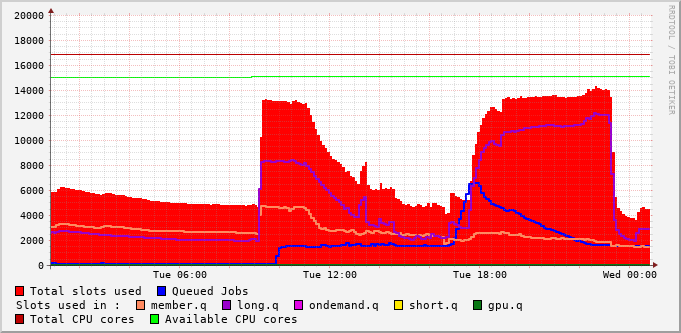 20000
18000
16000
14000
12000
10000
8000
6000
4000
2000
0
Tue 06:00 Tue 12:00 Tue 18:00 Wed 00:00
Total slots used Queued Jobs
Slots used in : member.q long.q ondemand.q short.q gpu.q
Total CPU cores Available CPU cores
RRDTOOL / TOBI OETIKER